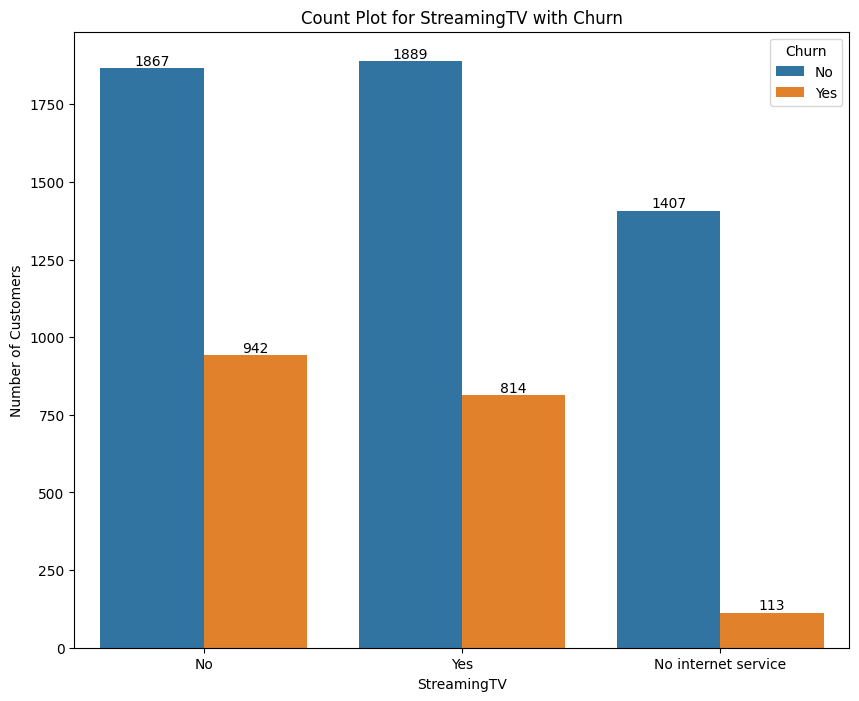 Count Plot for StreamingTV with Churn
Churn
No
Yes
1867
1889
1407
942
814
113
1750
1500
1250
1000
750
500
250
0
Number of Customers
No
Yes
No internet service
StreamingTV